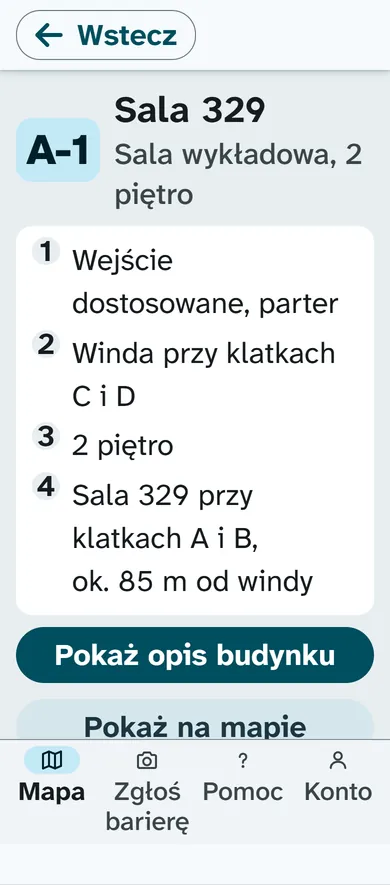 Wstecz
A-1
Sala 329
Sala wykładowa, 2
piętro
1
Wejście
dostosowane, parter
2
Winda przy klatkach
C i D
3
2 piętro
4
Sala 329 przy
klatkach A i B,
ok. 85 m od windy
Pokaż opis budynku
Pokaż na mapie
Mapa
Zgłoś
barierę
?
Pomoc
Konto